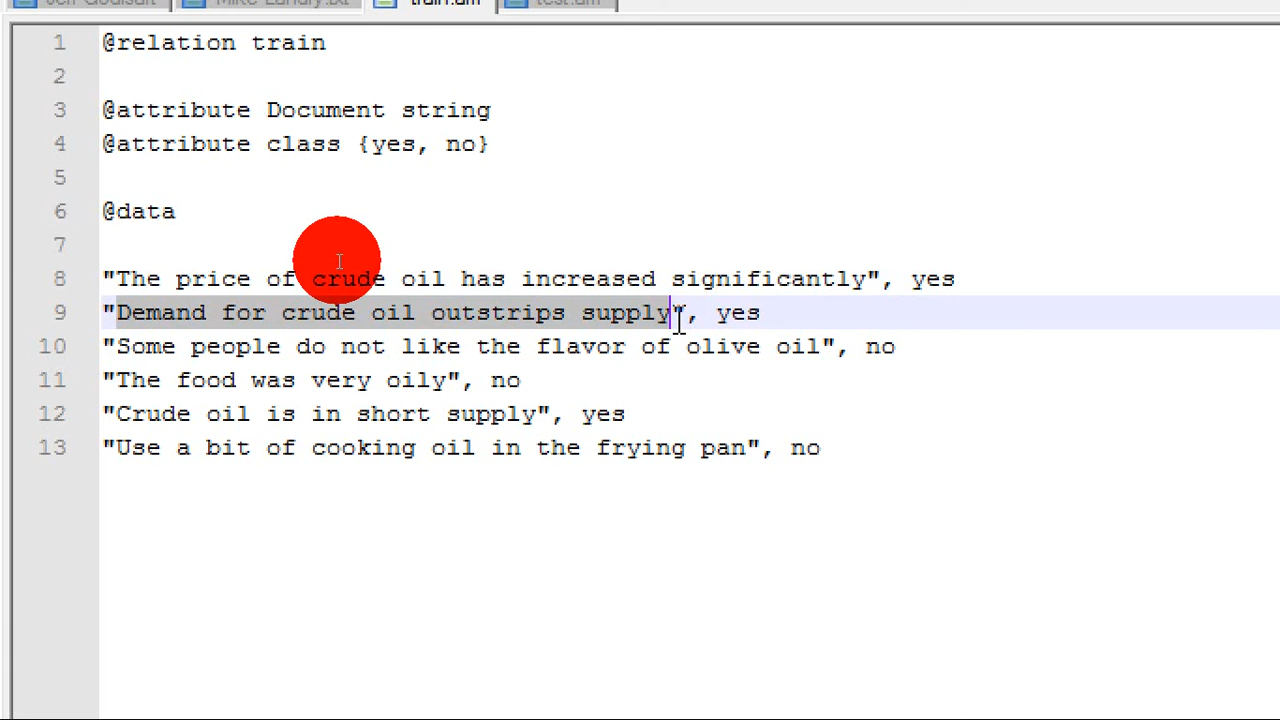 1 @relation train
2
3 @attribute Document string
4 @attribute class {yes, no}
5
6 @data
7
8 "The price of crude oil has increased significantly", yes
9 "Demand for crude oil outstrips supply", yes
10 "Some people do not like the flavor of olive oil", no
11 "The food was very oily", no
12 "Crude oil is in short supply", yes
13 "Use a bit of cooking oil in the frying pan", no